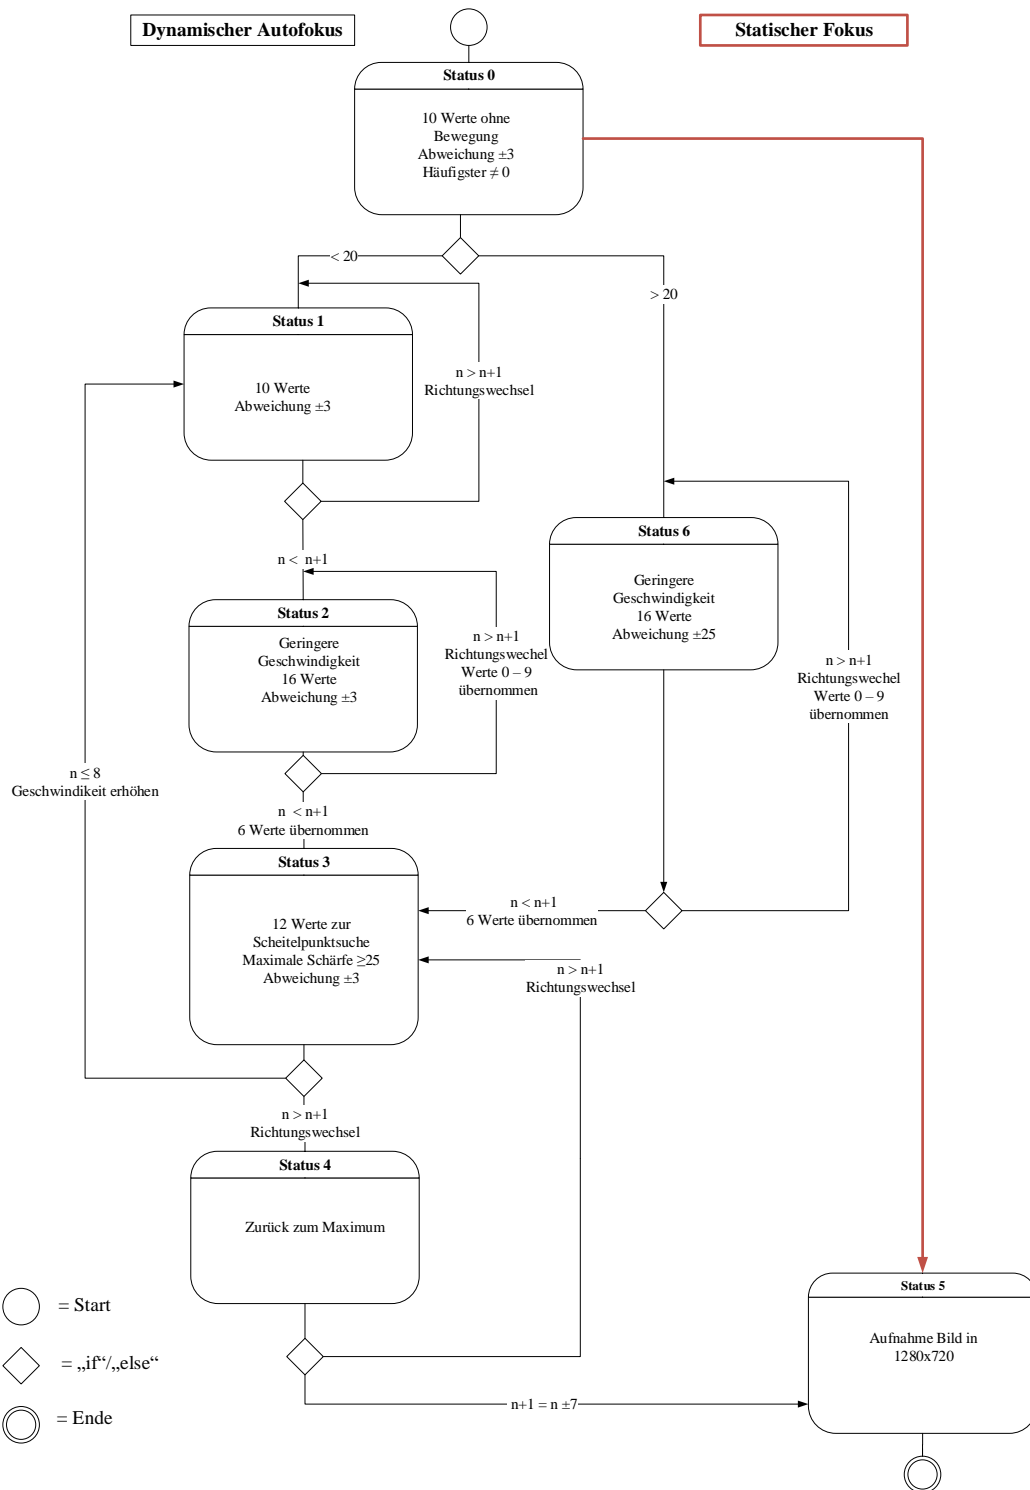 Dynamischer Autofokus
Statischer Fokus
Status 0
10 Werte ohne
Bewegung
Abweichung ±3
Häufigster ≠ 0
< 20
> 20
Status 1
10 Werte
Abweichung ±3
n > n+1
Richtungswechsel
n < n+1
Status 6
Geringere
Geschwindigkeit
16 Werte
Abweichung ±25
Status 2
Geringere
Geschwindigkeit
16 Werte
Abweichung ±3
n > n+1
Richtungswechel
Werte 0 – 9
übernommen
n > n+1
Richtungswechel
Werte 0 – 9
übernommen
n ≤ 8
Geschwindikeit erhöhen
n < n+1
6 Werte übernommen
Status 3
12 Werte zur
Scheitelpunktsuche
Maximale Schärfe ≥25
Abweichung ±3
n < n+1
6 Werte übernommen
n > n+1
Richtungswechsel
n > n+1
Richtungswechsel
Status 4
Zurück zum Maximum
Status 5
Aufnahme Bild in
1280x720
= Start
= „if“/„else“
= Ende
n+1 = n ±7